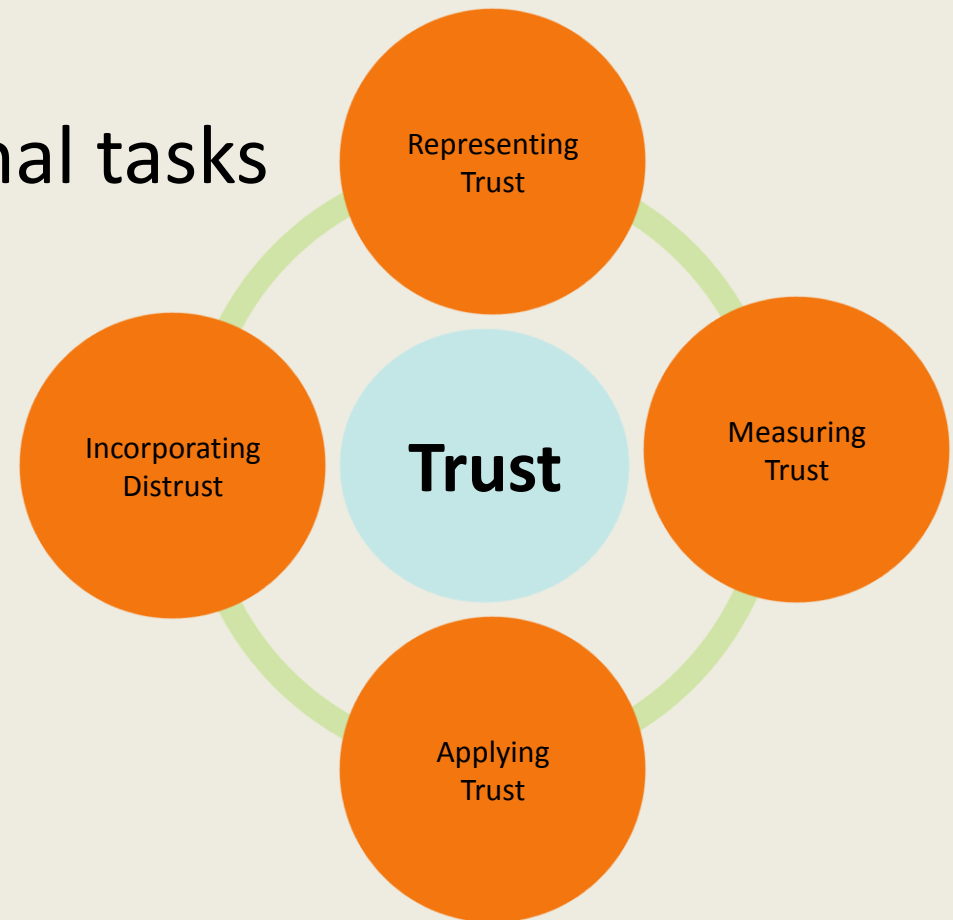 nal tasks
Representing
Trust
Incorporating
Distrust
Trust
Measuring
Trust
Applying
Trust